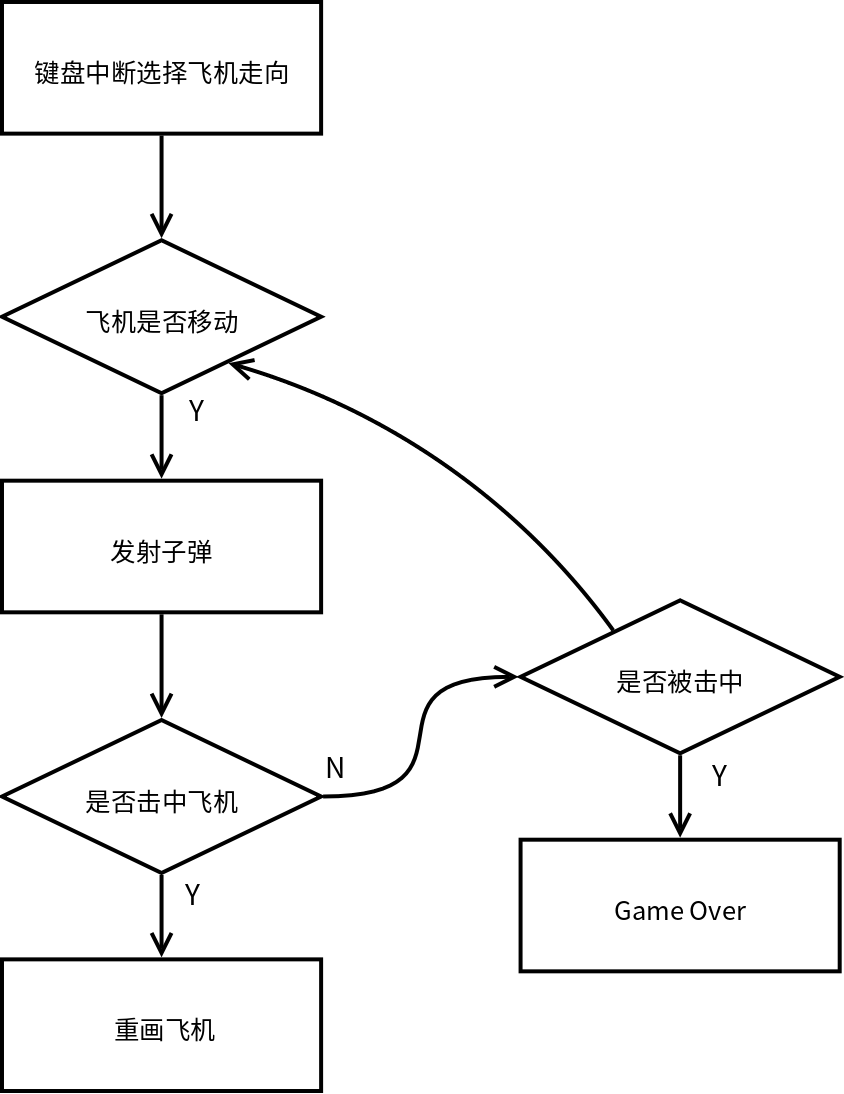 键盘中断选择飞机走向
飞机是否移动
Y
发射子弹
是否被击中
N
Y
是否击中飞机
Y
Game Over
重画飞机